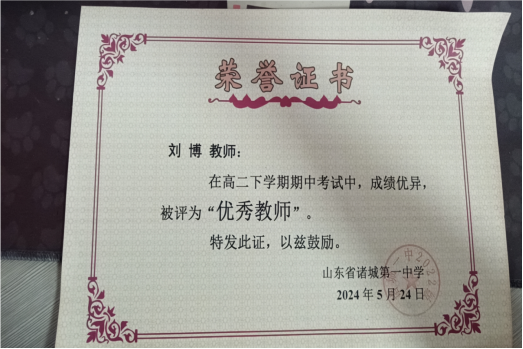 荣誉证书
刘 博 教师：
在高二下学期期中考试中，成绩优异，
被评为“优秀教师”。
特发此证，以兹鼓励。
山东省诸城第一中学
2024年5月24日